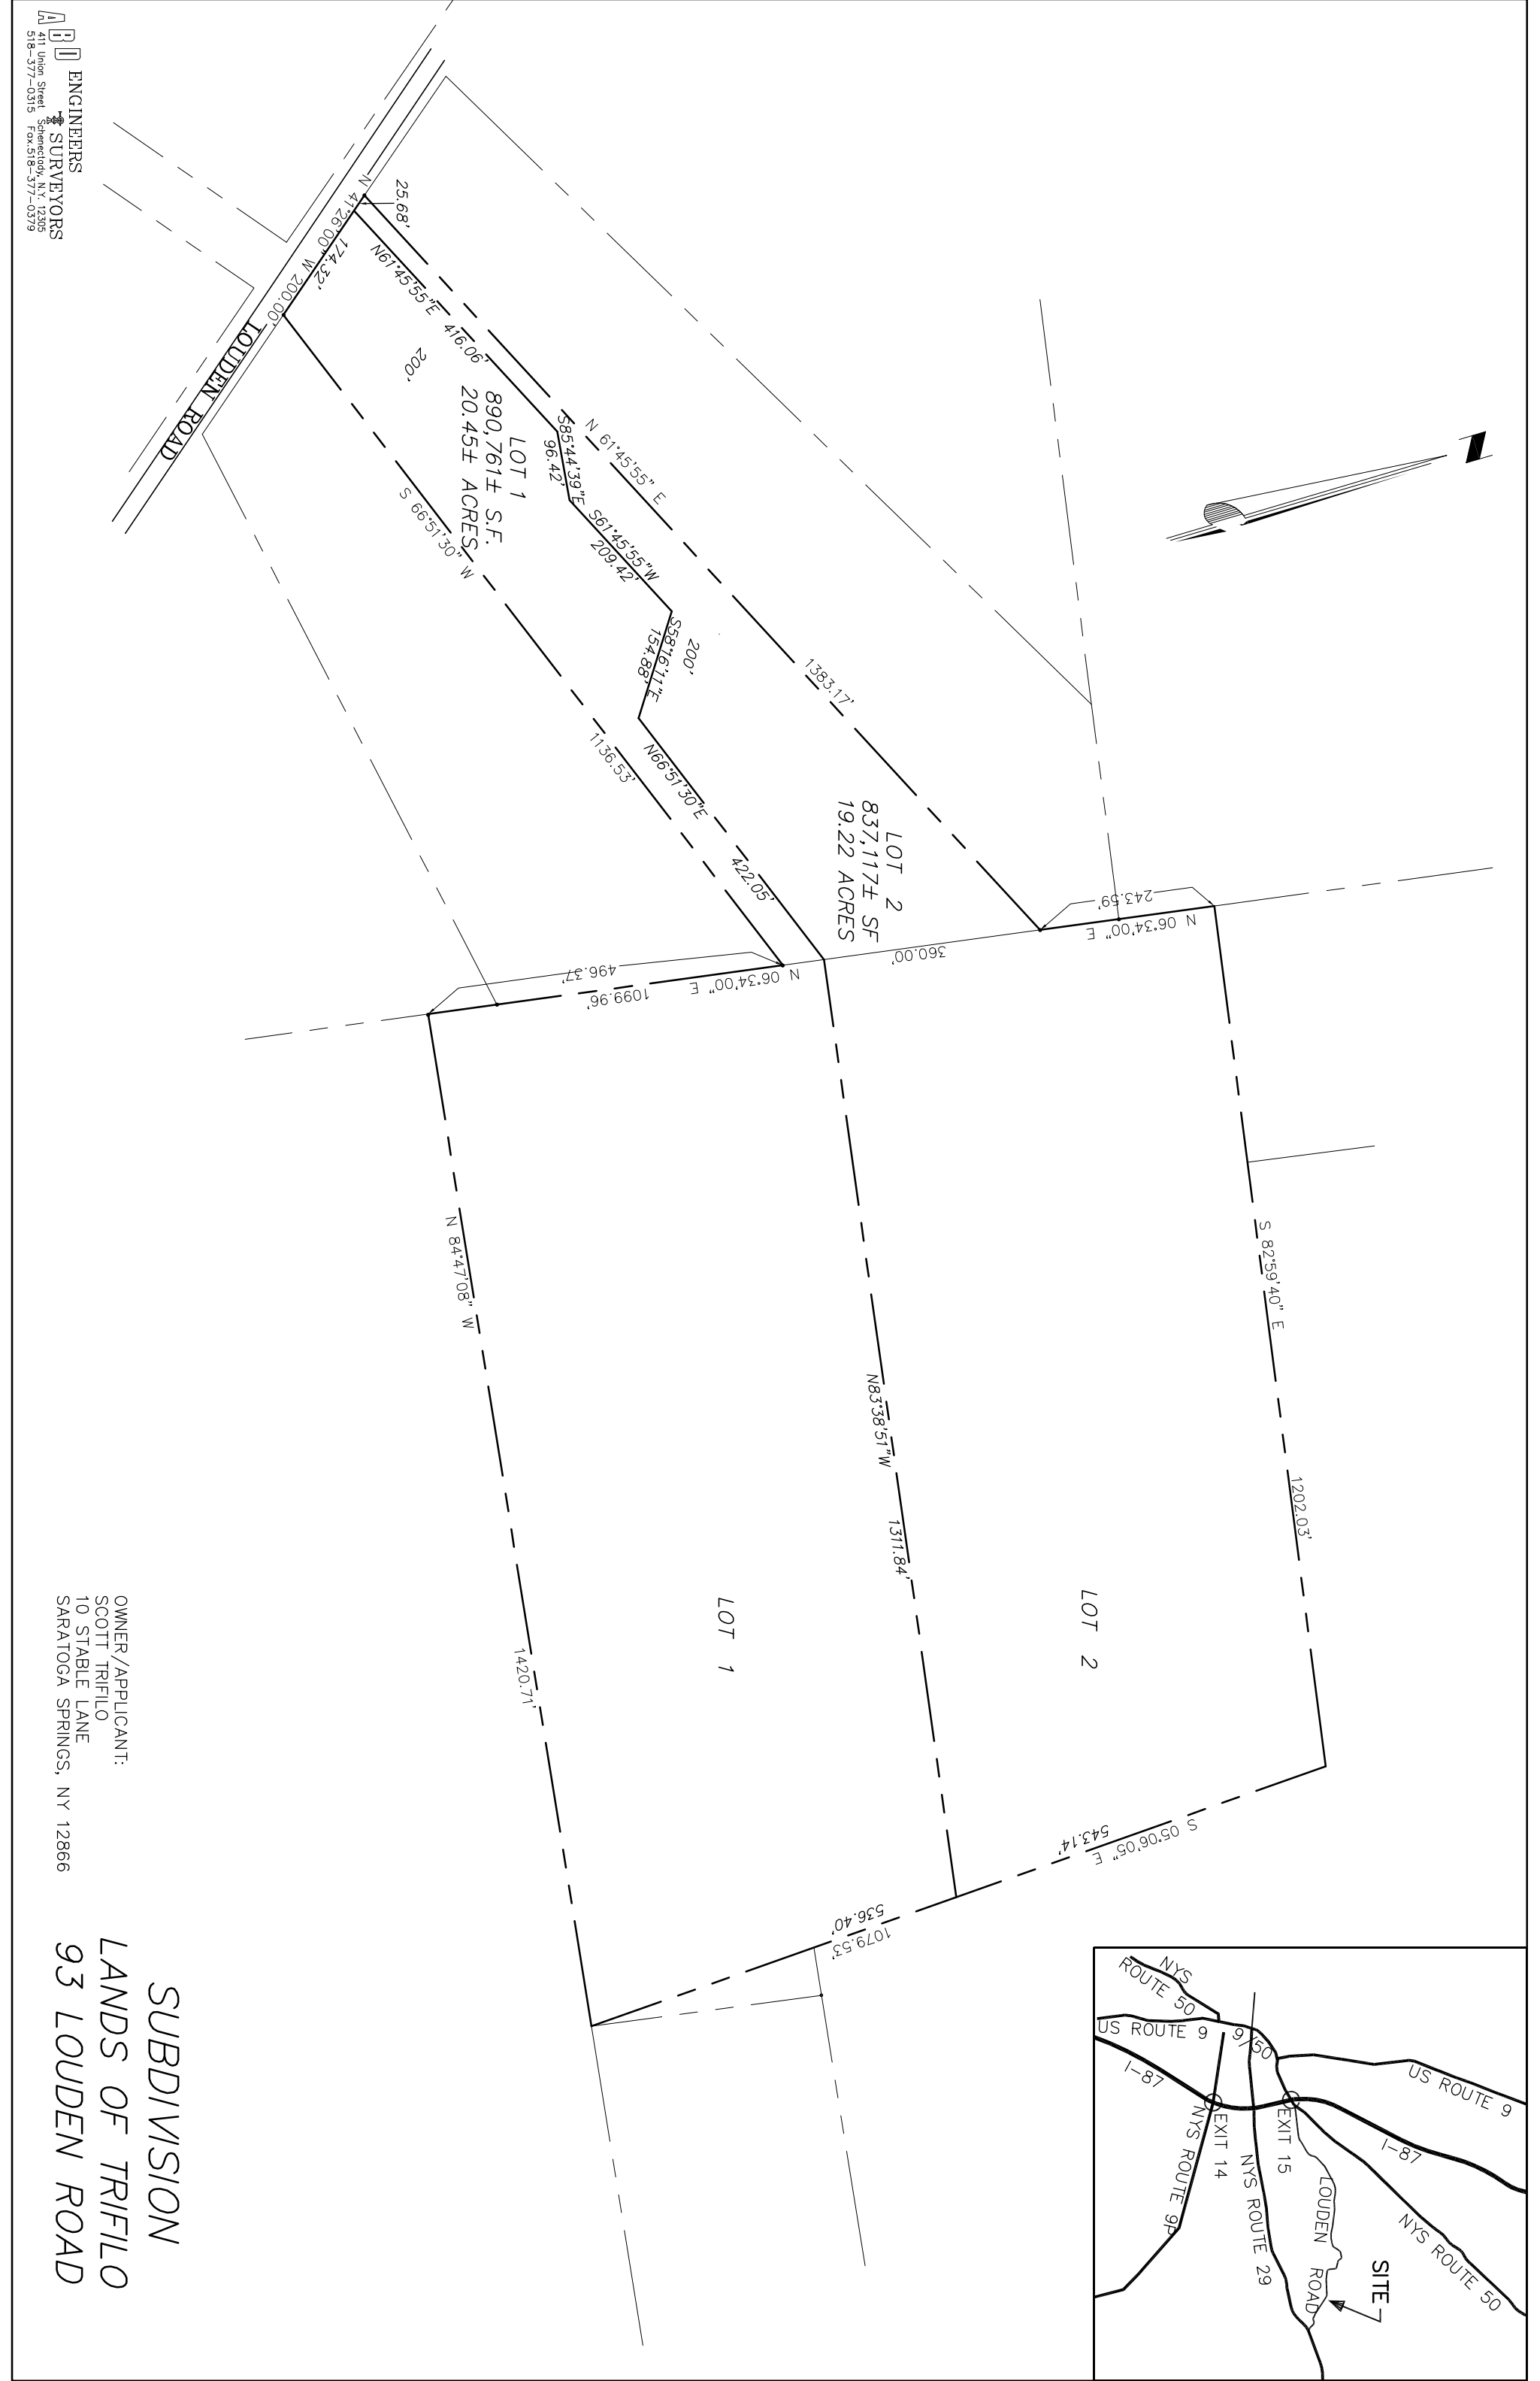 ABD ENGINEERS
SURVEYORS
411 Union Street Schenectady, N.Y. 12305
518-377-0315 Fax.518-377-0379
N 41°26'00" W 200.00'
25.68'
174.32'
LOUDEN ROAD
N61°45'55"E 416.06'
200'
LOT 1
890,761± S.F.
20.45± ACRES
S85°44'39"E
96.42'
N 61°45'55" E
1383.17'
S61°45'55"W
209.42'
S58°16'11"E
154.88'
200'
S 66°51'30" W
1136.53'
N66°51'30"E
422.05'
LOT 2
837,117± SF
19.22 ACRES
243.59'
N 06°34'00" E
360.00'
496.37'
N 06°34'00" E
1099.96'
S 82°59'40" E
1202.03'
N83°38'51"W
1311.84'
N 84°47'08" W
1420.71'
LOT 2
LOT 1
S 05°06'05" E
543.14'
536.40'
1079.53'
NYS
ROUTE 50
US ROUTE 9
9/50
US ROUTE 9
I-87
I-87
EXIT 14
EXIT 15
NYS ROUTE 9P
NYS ROUTE 29
LOUDEN ROAD
NYS ROUTE 50
SITE
OWNER/APPLICANT:
SCOTT TRIFILO
10 STABLE LANE
SARATOGA SPRINGS, NY 12866
SUBDIVISION
LANDS OF TRIFILO
93 LOUDEN ROAD